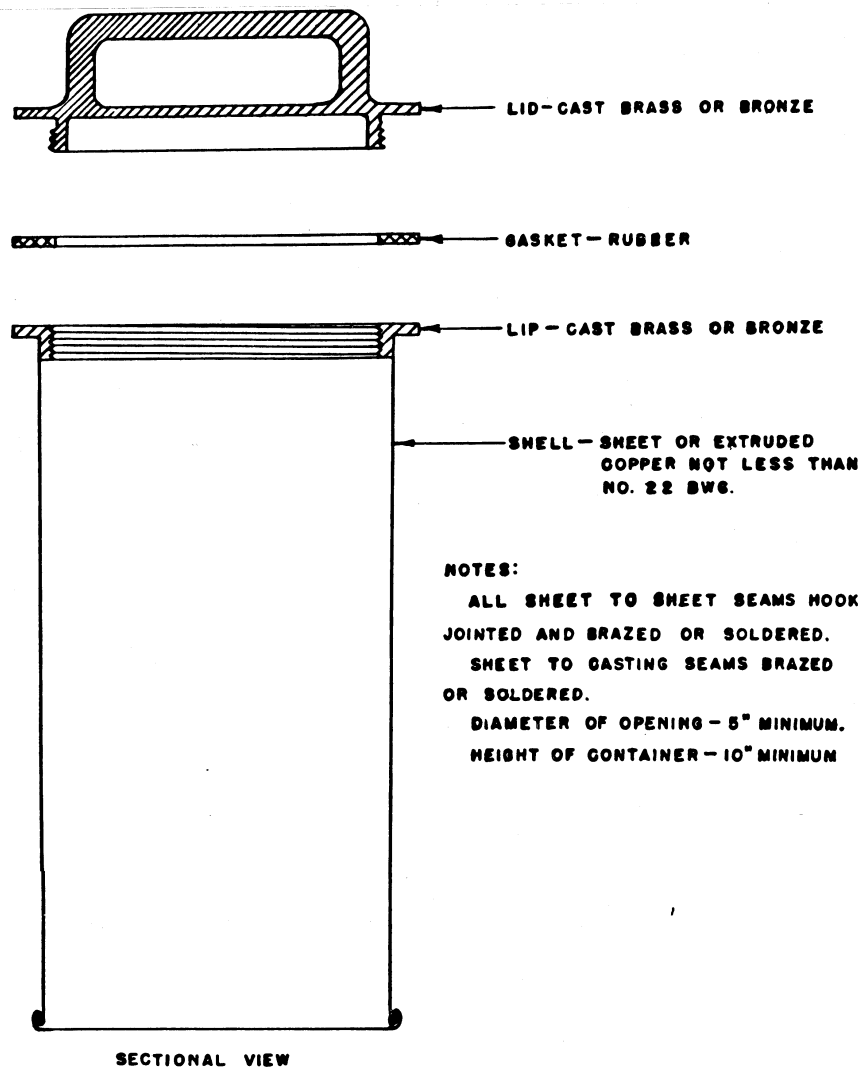 LID-CAST BRASS OR BRONZE
GASKET-RUBBER
LIP-CAST BRASS OR BRONZE
SHELL-SHEET OR EXTRUDED
COPPER NOT LESS THAN
NO. 22 BWG.
NOTES:
ALL SHEET TO SHEET SEAMS HOOK
JOINTED AND BRAZED OR SOLDERED.
SHEET TO CASTING SEAMS BRAZED
OR SOLDERED.
DIAMETER OF OPENING-5" MINIMUM.
HEIGHT OF CONTAINER-10" MINIMUM
SECTIONAL VIEW